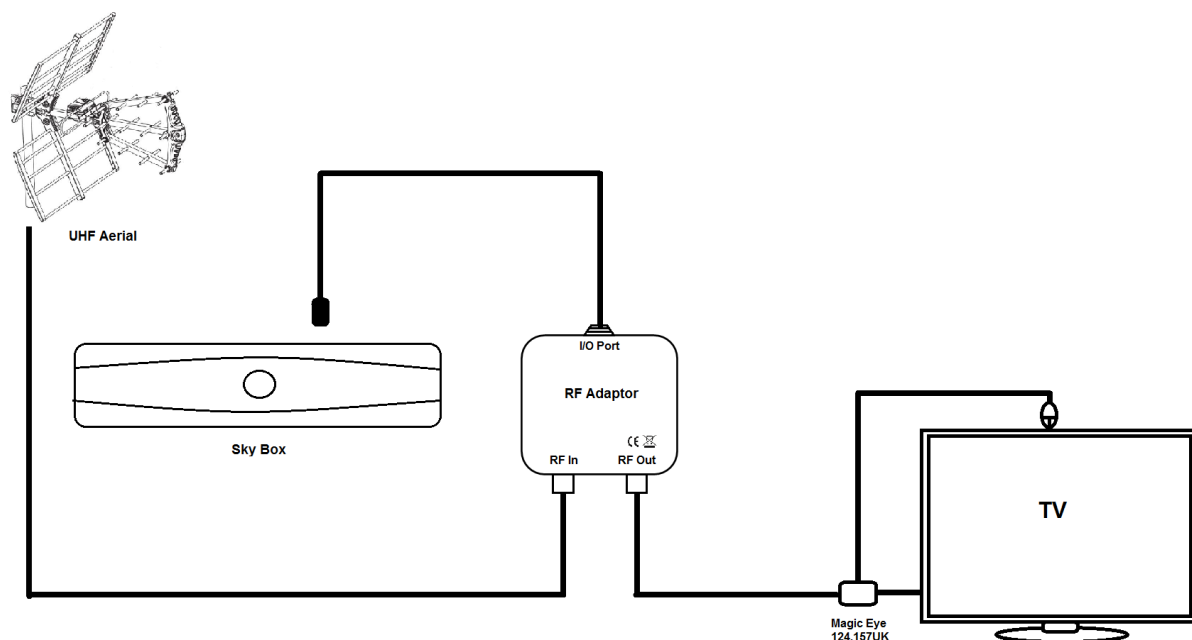 UHF Aerial
I/O Port
RF Adaptor
Sky Box
CE
RF In
RF Out
TV
Magic Eye
124.157UK